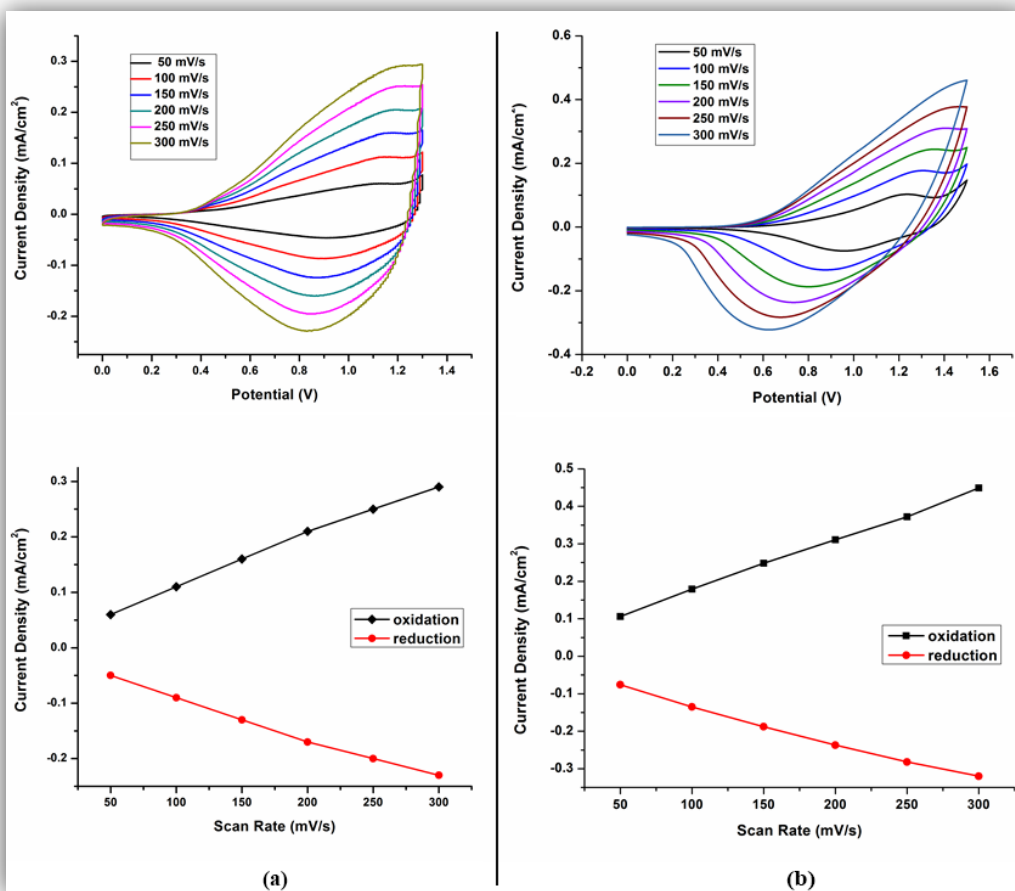 50 mV/s
100 mV/s
150 mV/s
200 mV/s
250 mV/s
300 mV/s
Current Density (mA/cm²)
0.3
0.2
0.1
0.0
-0.1
-0.2
0.0 0.2 0.4 0.6 0.8 1.0 1.2 1.4
Potential (V)
50 mV/s
100 mV/s
150 mV/s
200 mV/s
250 mV/s
300 mV/s
Current Density (mA/cm²)
0.6
0.4
0.2
0.0
-0.2
-0.4
-0.2 0.0 0.2 0.4 0.6 0.8 1.0 1.2 1.4 1.6
Potential (V)
Current Density (mA/cm²)
0.3
0.2
0.1
0.0
-0.1
-0.2
oxidation
reduction
50 100 150 200 250 300
Scan Rate (mV/s)
(a)
Current Density (mA/cm²)
0.5
0.4
0.3
0.2
0.1
0.0
-0.1
-0.2
-0.3
oxidation
reduction
50 100 150 200 250 300
Scan Rate (mV/s)
(b)